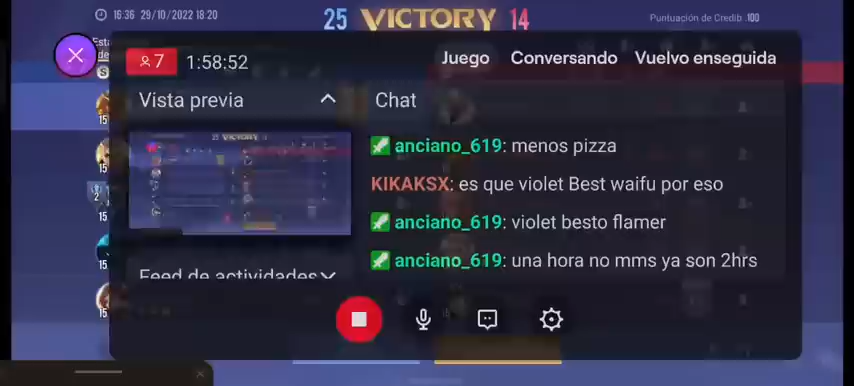 16:36 29/10/2022 18:20
25 VICTORY 14
Puntuación de Credib .100
7 1:58:52
Juego Conversando Vuelvo enseguida
Vista previa
Chat
anciano_619: menos pizza
KIKAKSX: es que violet Best waifu por eso
anciano_619: violet besto flamer
anciano_619: una hora no mms ya son 2hrs
Feed de actividades